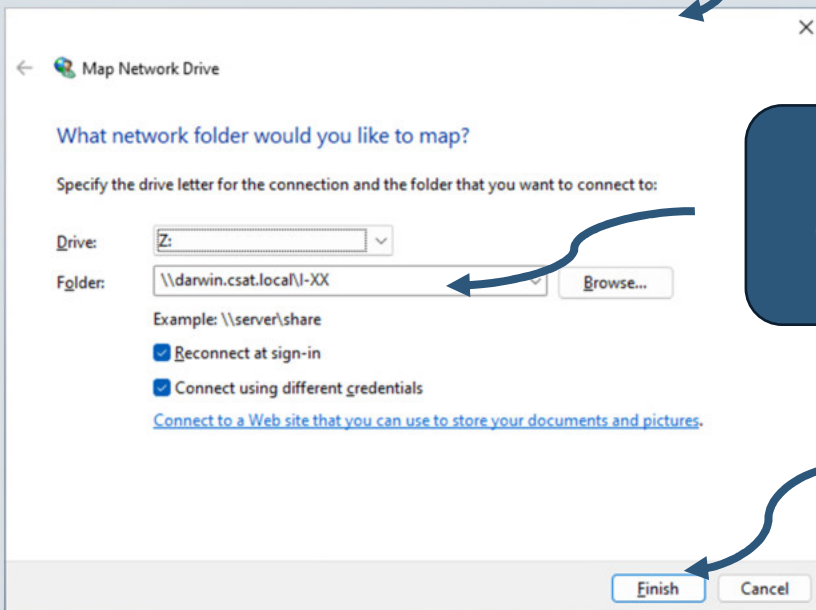 Map Network Drive
What network folder would you like to map?
Specify the drive letter for the connection and the folder that you want to connect to:
Drive: Z:
Folder: \\darwin.csat.local\I-XX Browse...
Example: \\server\share
Reconnect at sign-in
Connect using different credentials
Connect to a Web site that you can use to store your documents and pictures.
Finish Cancel